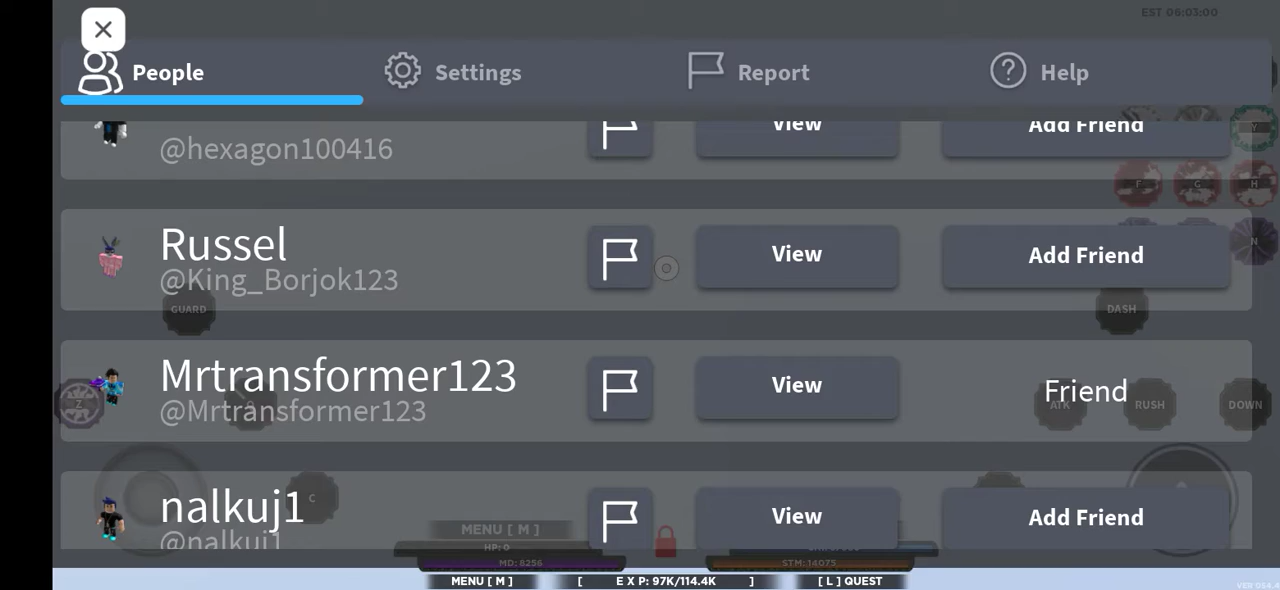 EST 06:03:00
People
Settings
Report
Help
@hexagon100416
View
Add Friend
Y
F
G
H
Russel
@King_Borjok123
View
Add Friend
N
GUARD
DASH
Mrtransformer123
@Mrtransformer123
View
Friend
Z
ATK
RUSH
DOWN
nalkuj1
@nalkuj1
View
Add Friend
C
MENU [ M ]
HP: 0
MD: 8256
STM: 14075
MENU [ M ]
[ E X P: 97K/114.4K ]
[ L ] QUEST